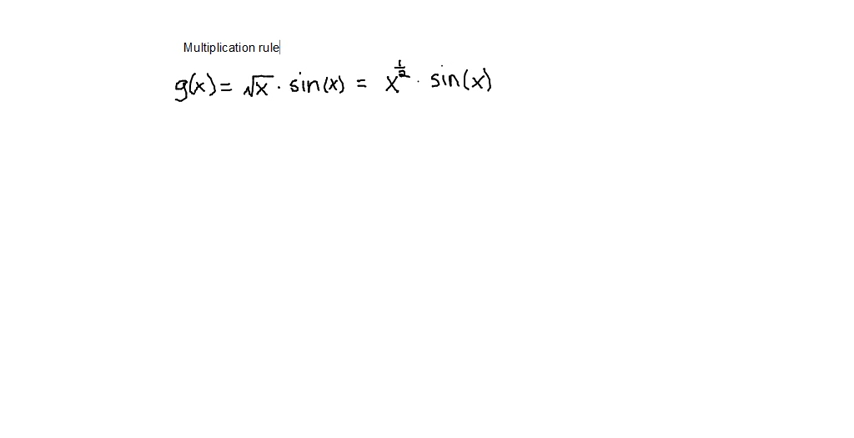 Multiplication rule
g(x) = √x · sin(x) = x^{1/2} · sin(x)